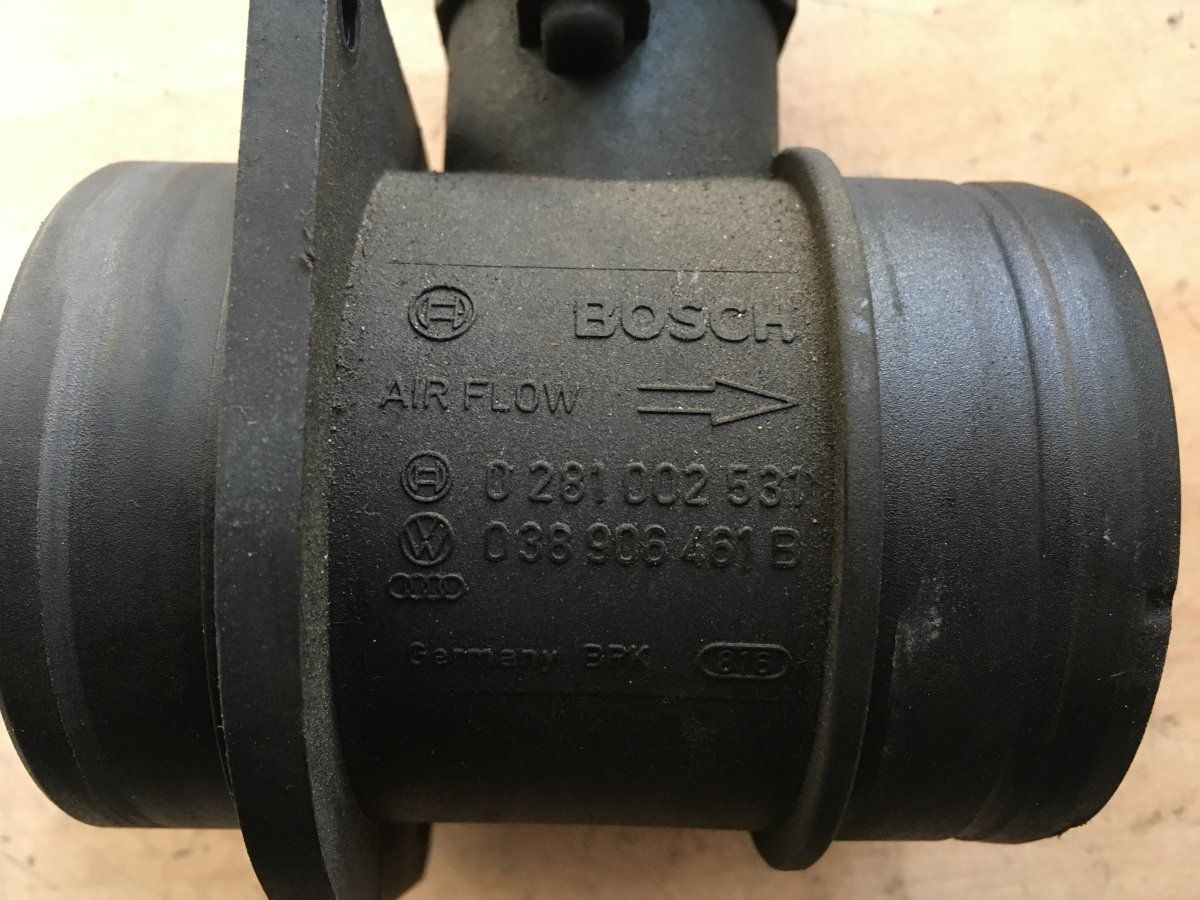 BOSCH
AIR FLOW
0 281 002 531
038 906 461 B
Germany BPK 816